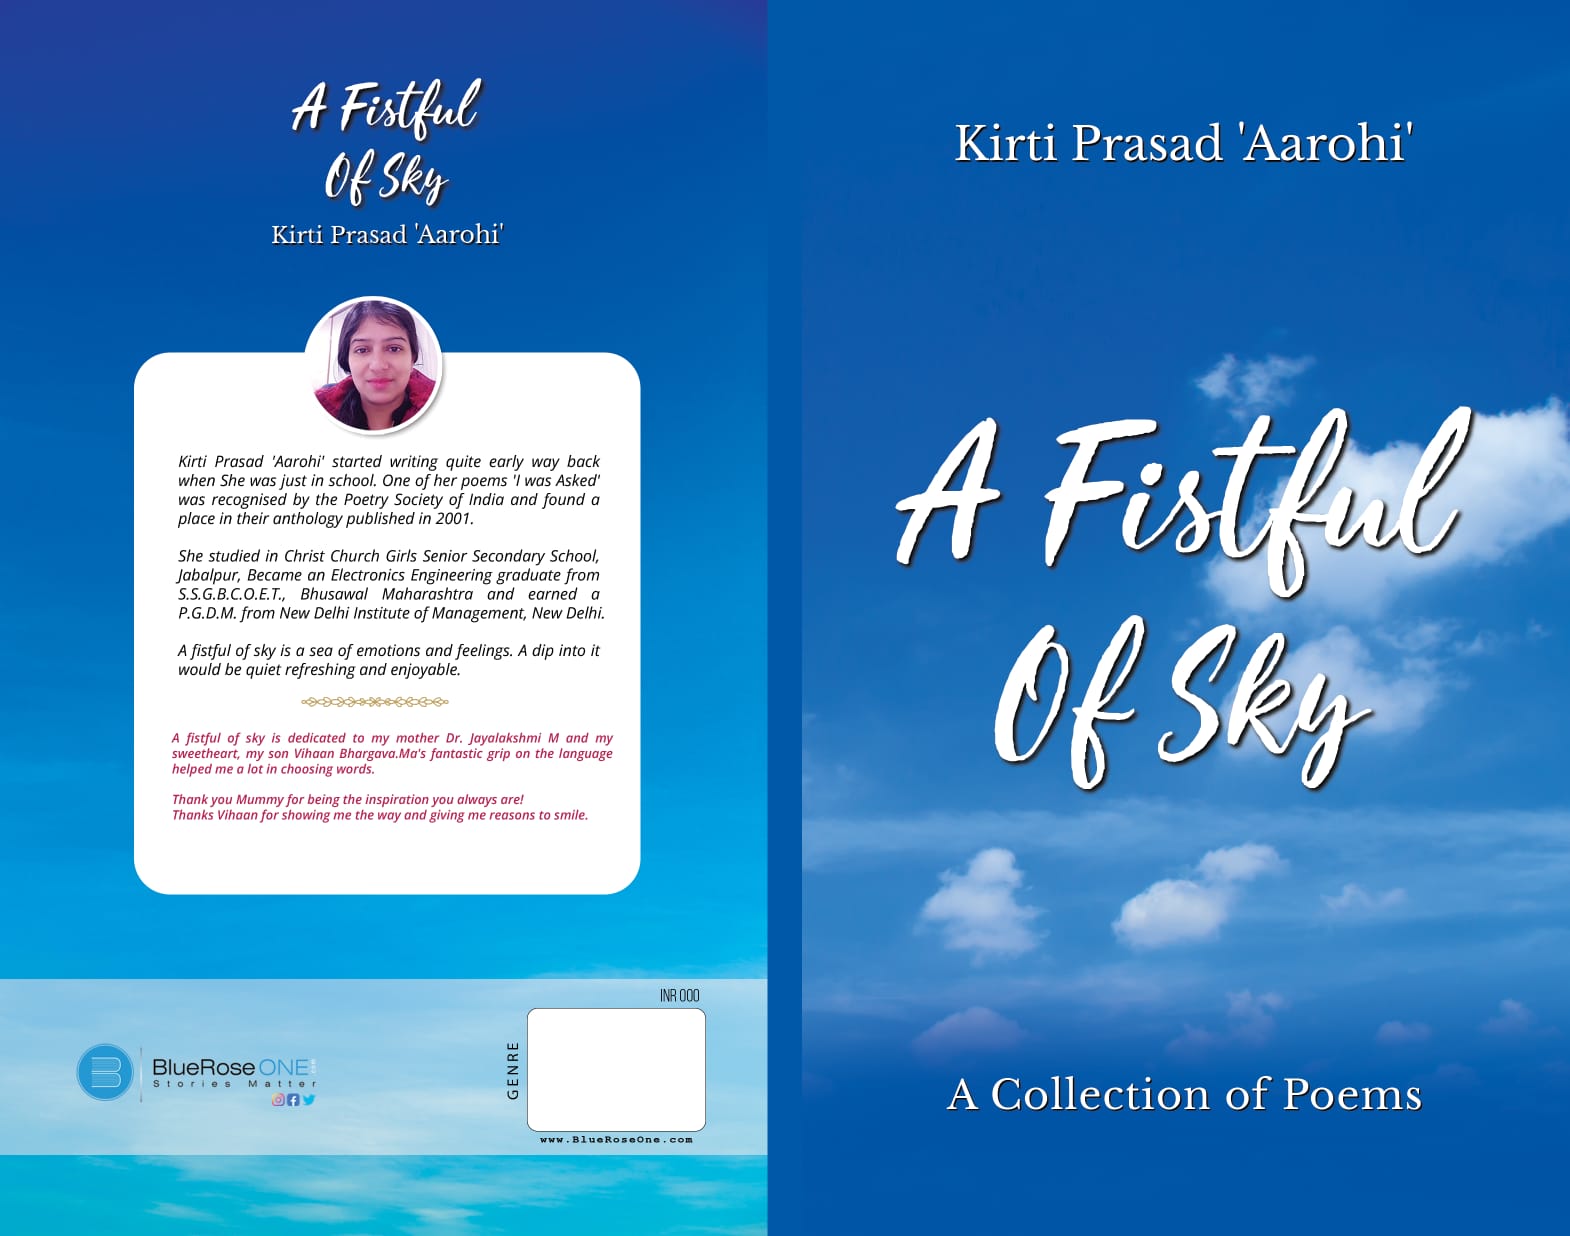 A Fistful
Of Sky
Kirti Prasad 'Aarohi'
Kirti Prasad 'Aarohi' started writing quite early way back
when She was just in school. One of her poems 'I was Asked'
was recognised by the Poetry Society of India and found a
place in their anthology published in 2001.
She studied in Christ Church Girls Senior Secondary School,
Jabalpur, Became an Electronics Engineering graduate from
S.S.G.B.C.O.E.T., Bhusawal Maharashtra and earned a
P.G.D.M. from New Delhi Institute of Management, New Delhi.
A fistful of sky is a sea of emotions and feelings. A dip into it
would be quiet refreshing and enjoyable.
A fistful of sky is dedicated to my mother Dr. Jayalakshmi M and my
sweetheart, my son Vihaan Bhargava.Ma's fantastic grip on the language
helped me a lot in choosing words.
Thank you Mummy for being the inspiration you always are!
Thanks Vihaan for showing me the way and giving me reasons to smile.
INR 000
GENRE
BlueRose ONE .com
Stories Matter
www.BlueRoseOne.com
Kirti Prasad 'Aarohi'
A Fistful
Of Sky
A Collection of Poems